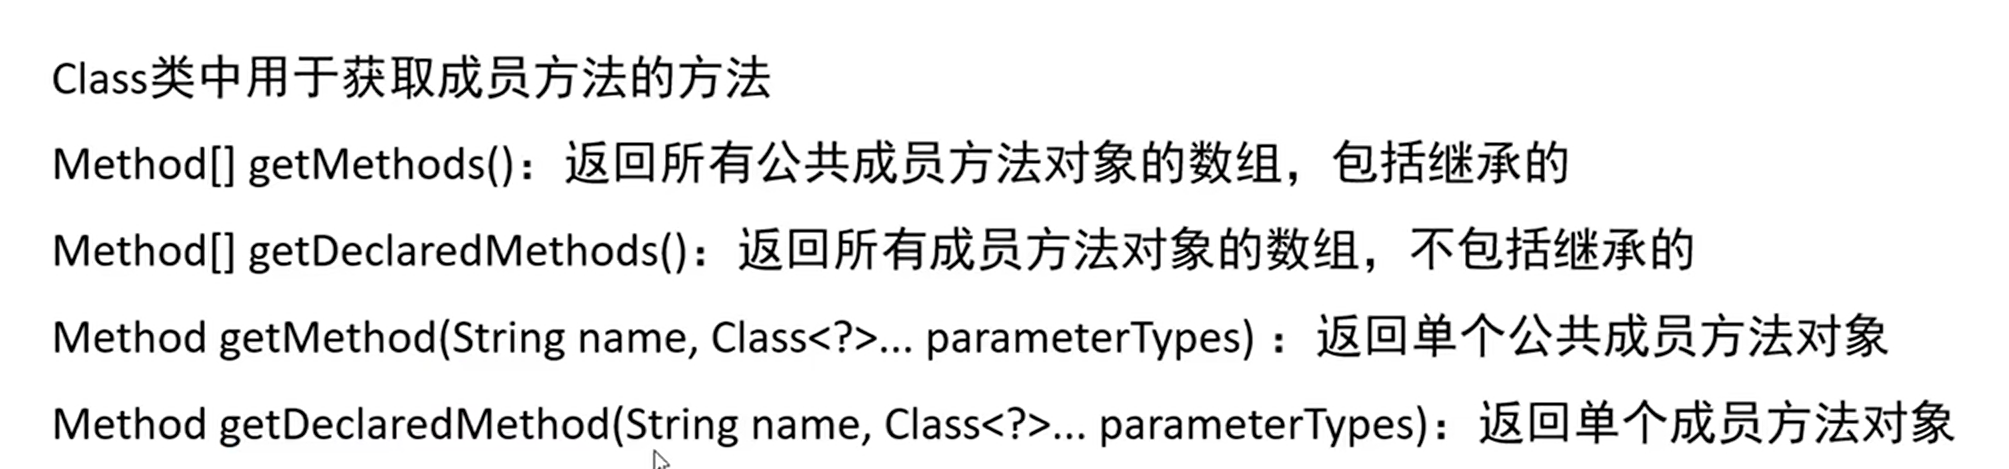 Class类中用于获取成员方法的方法
Method[] getMethods()：返回所有公共成员方法对象的数组，包括继承的
Method[] getDeclaredMethods()：返回所有成员方法对象的数组，不包括继承的
Method getMethod(String name, Class<?>... parameterTypes) ：返回单个公共成员方法对象
Method getDeclaredMethod(String name, Class<?>... parameterTypes)：返回单个成员方法对象